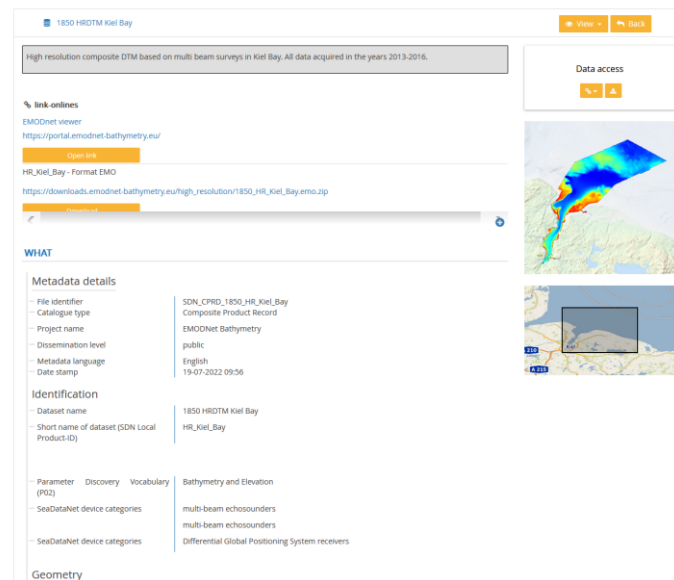 1850 HRDTM Kiel Bay
View
Back
High resolution composite DTM based on multi beam surveys in Kiel Bay. All data acquired in the years 2013-2016.
Data access
link-onlines
EMODnet viewer
https://portal.emodnet-bathymetry.eu/
Open link
HR_Kiel_Bay - Format EMO
https://downloads.emodnet-bathymetry.eu/high_resolution/1850_HR_Kiel_Bay.emo.zip
Download
WHAT
Metadata details
File identifier SDN_CPRD_1850_HR_Kiel_Bay
Catalogue type Composite Product Record
Project name EMODNet Bathymetry
Dissemination level public
Metadata language English
Date stamp 19-07-2022 09:56
Identification
Dataset name 1850 HRDTM Kiel Bay
Short name of dataset (SDN Local HR_Kiel_Bay
Product-ID)
Parameter Discovery Vocabulary Bathymetry and Elevation
(P02)
SeaDataNet device categories multi-beam echosounders
multi-beam echosounders
SeaDataNet device categories Differential Global Positioning System receivers
Geometry
A 210
A 215